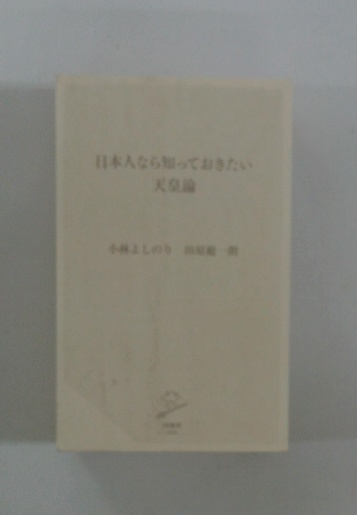 日本人なら知っておきたい
天皇論
小林よしのり 田原総一朗